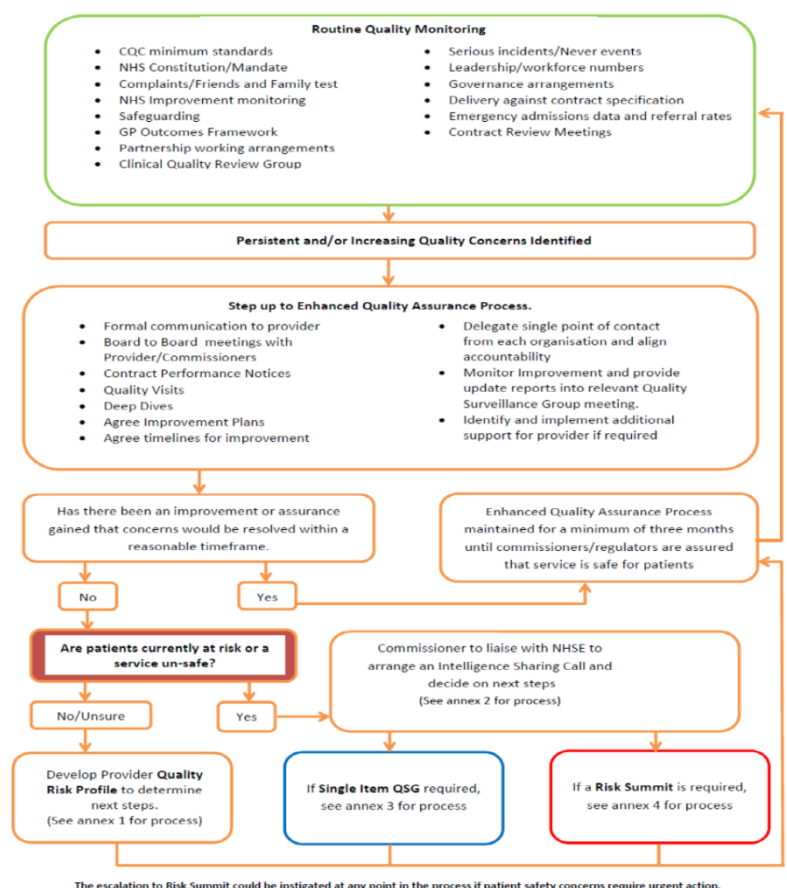 Routine Quality Monitoring
• CQC minimum standards
• NHS Constitution/Mandate
• Complaints/Friends and Family test
• NHS Improvement monitoring
• Safeguarding
• GP Outcomes Framework
• Partnership working arrangements
• Clinical Quality Review Group
• Serious incidents/Never events
• Leadership/workforce numbers
• Governance arrangements
• Delivery against contract specification
• Emergency admissions data and referral rates
• Contract Review Meetings
Persistent and/or Increasing Quality Concerns Identified
Step up to Enhanced Quality Assurance Process.
• Formal communication to provider
• Board to Board meetings with
Provider/Commissioners
• Contract Performance Notices
• Quality Visits
• Deep Dives
• Agree Improvement Plans
• Agree timelines for improvement
• Delegate single point of contact
from each organisation and align
accountability
• Monitor Improvement and provide
update reports into relevant Quality
Surveillance Group meeting.
• Identify and implement additional
support for provider if required
Has there been an improvement or assurance
gained that concerns would be resolved within a
reasonable timeframe.
Enhanced Quality Assurance Process
maintained for a minimum of three months
until commissioners/regulators are assured
that service is safe for patients
No
Yes
Are patients currently at risk or a
service un-safe?
Commissioner to liaise with NHSE to
arrange an Intelligence Sharing Call and
decide on next steps
(See annex 2 for process)
No/Unsure
Yes
Develop Provider Quality
Risk Profile to determine
next steps.
(See annex 1 for process)
If Single Item QSG required,
see annex 3 for process
If a Risk Summit is required,
see annex 4 for process
The escalation to Risk Summit could be instigated at any point in the process if patient safety concerns require urgent action.